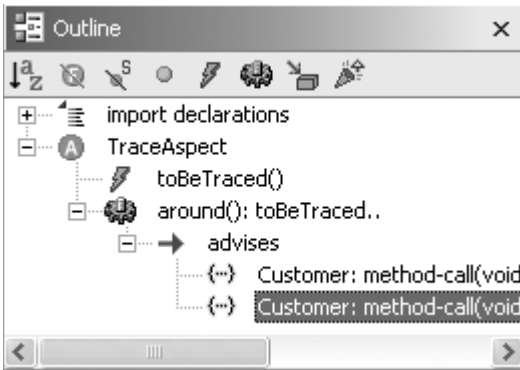 Outline
import declarations
TraceAspect
toBeTraced()
around(): toBeTraced..
advises
Customer: method-call(void
Customer: method-call(void